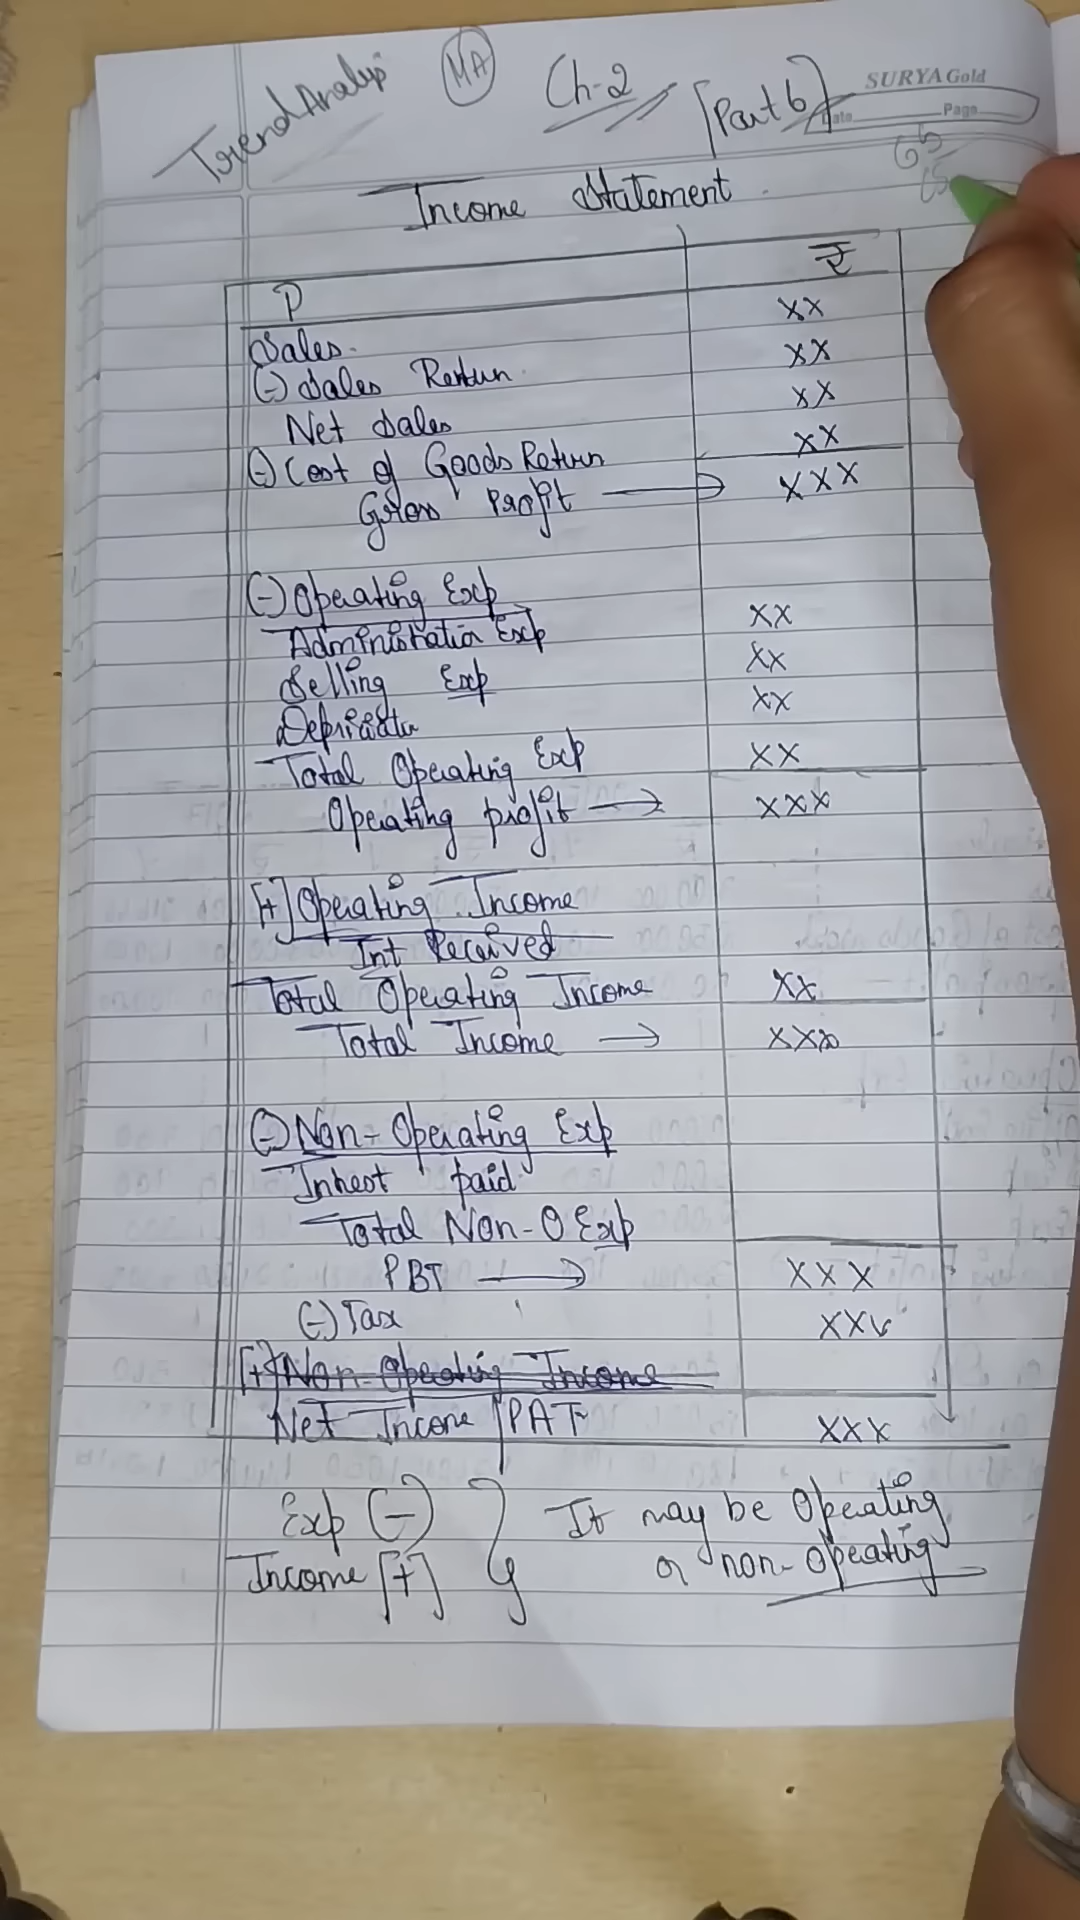 Trend Analysis
MA
Ch-2
[Part 6]
SURYA Gold
Date
Page
Income Statement
P ₹
Sales xx
(-) Sales Return xx
Net Sales xx
(-) Cost of Goods Return xx
Gross Profit → xxx
(-) Operating Exp
Administration Exp xx
Selling Exp xx
xx
Total Operating Exp xx
Operating profit → xxx
[+] Operating Income
Int Received
Total Operating Income xx
Total Income → xxx
(-) Non-Operating Exp
paid
Total Non-O Exp
PBT → xxx
(-) Tax xxx
[+] Non-Operating Income
Net Income / PAT xxx
Exp (-) } It may be Operating
Income [+] or non-operating